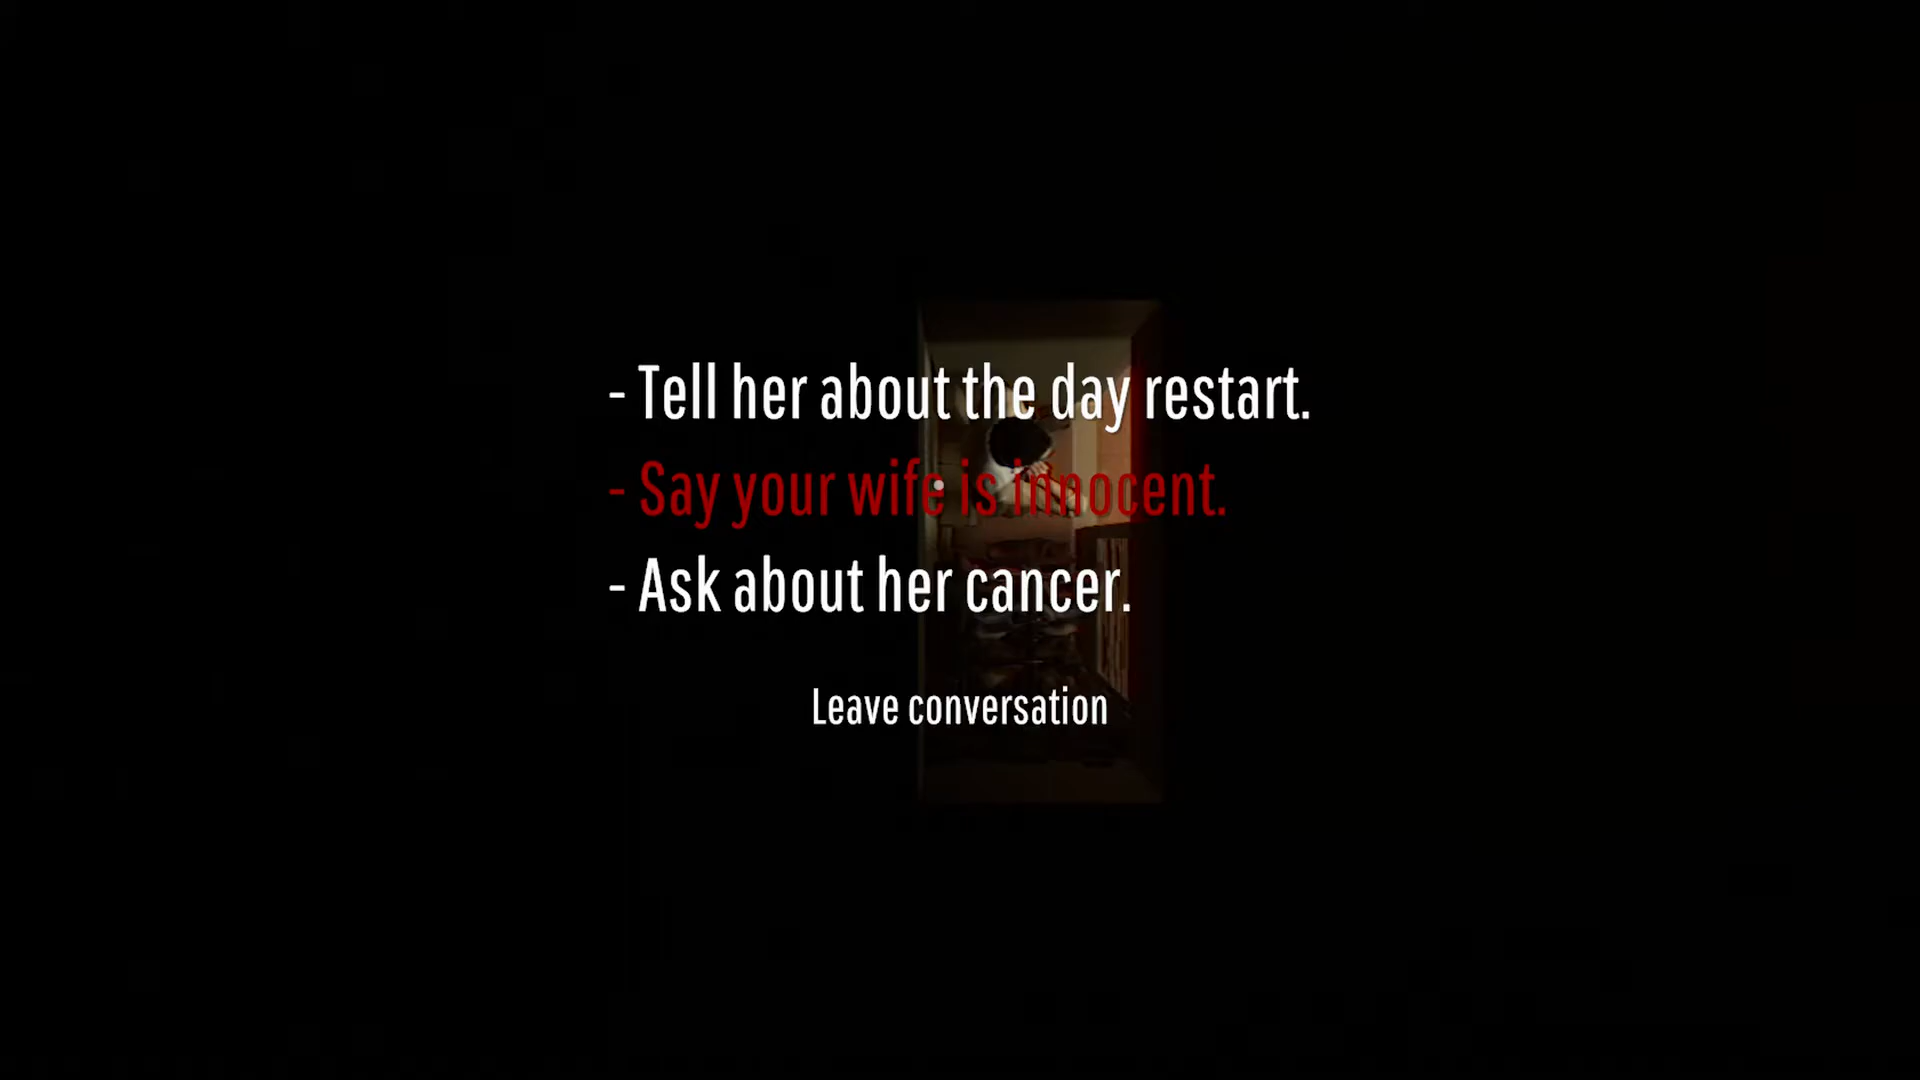 - Tell her about the day restart.
- Say your wife is innocent.
- Ask about her cancer.
Leave conversation